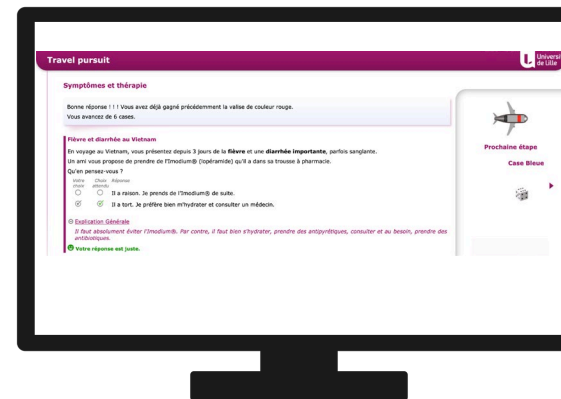 Travel pursuit
Université
de Lille
Symptômes et thérapie
Bonne réponse ! ! ! Vous avez déjà gagné précédemment la valise de couleur rouge.
Vous avancez de 6 cases.
Prochaine étape
Case Bleue
Fièvre et diarrhée au Vietnam
En voyage au Vietnam, vous présentez depuis 3 jours de la fièvre et une diarrhée importante, parfois sanglante.
Un ami vous propose de prendre de l'Imodium® (lopéramide) qu'il a dans sa trousse à pharmacie.
Qu'en pensez-vous ?
Votre choix Choix attendu Réponse
Il a raison. Je prends de l'Imodium® de suite.
Il a tort. Je préfère bien m'hydrater et consulter un médecin.
Explication Générale
Il faut absolument éviter l'Imodium®. Par contre, il faut bien s'hydrater, prendre des antipyrétiques, consulter et au besoin, prendre des
antibiotiques.
Votre réponse est juste.